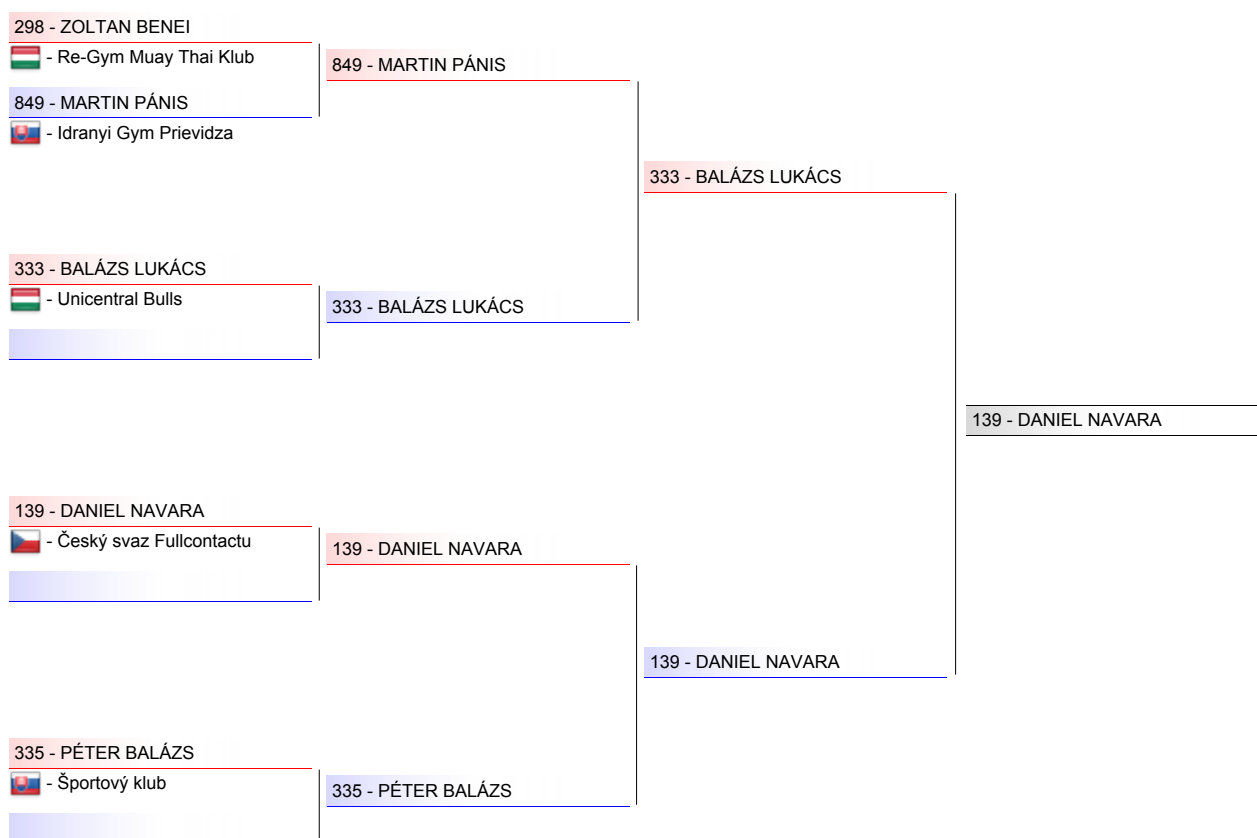 298 - ZOLTAN BENEI
- Re-Gym Muay Thai Klub
849 - MARTIN PÁNIS
- Idranyi Gym Prievidza
333 - BALÁZS LUKÁCS
- Unicentral Bulls
139 - DANIEL NAVARA
- Český svaz Fullcontactu
335 - PÉTER BALÁZS
- Športový klub
849 - MARTIN PÁNIS
333 - BALÁZS LUKÁCS
139 - DANIEL NAVARA
335 - PÉTER BALÁZS
333 - BALÁZS LUKÁCS
139 - DANIEL NAVARA
139 - DANIEL NAVARA